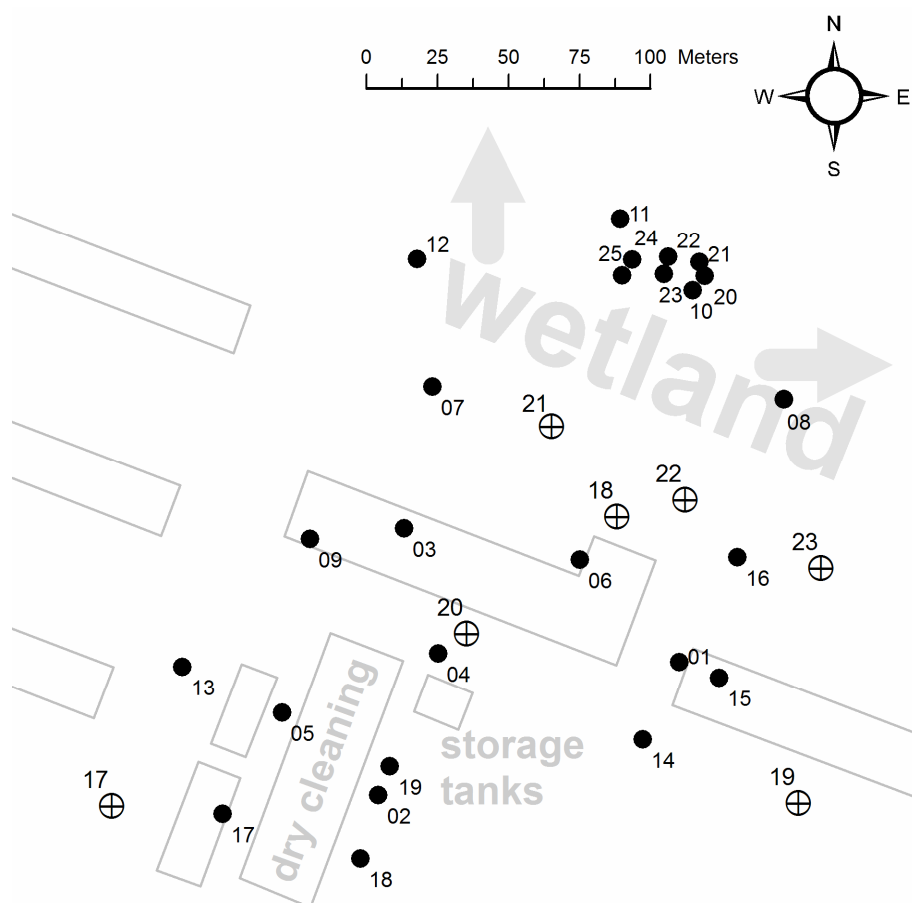 N
0 25 50 75 100 Meters
W E
S
11
12 24 22
25 21
23 20
10
wetland
07 21 08
22
18
23
09 03 06 16
20
04 01
13 15
05
dry cleaning
storage
tanks
14
17 19 19
02
17
18